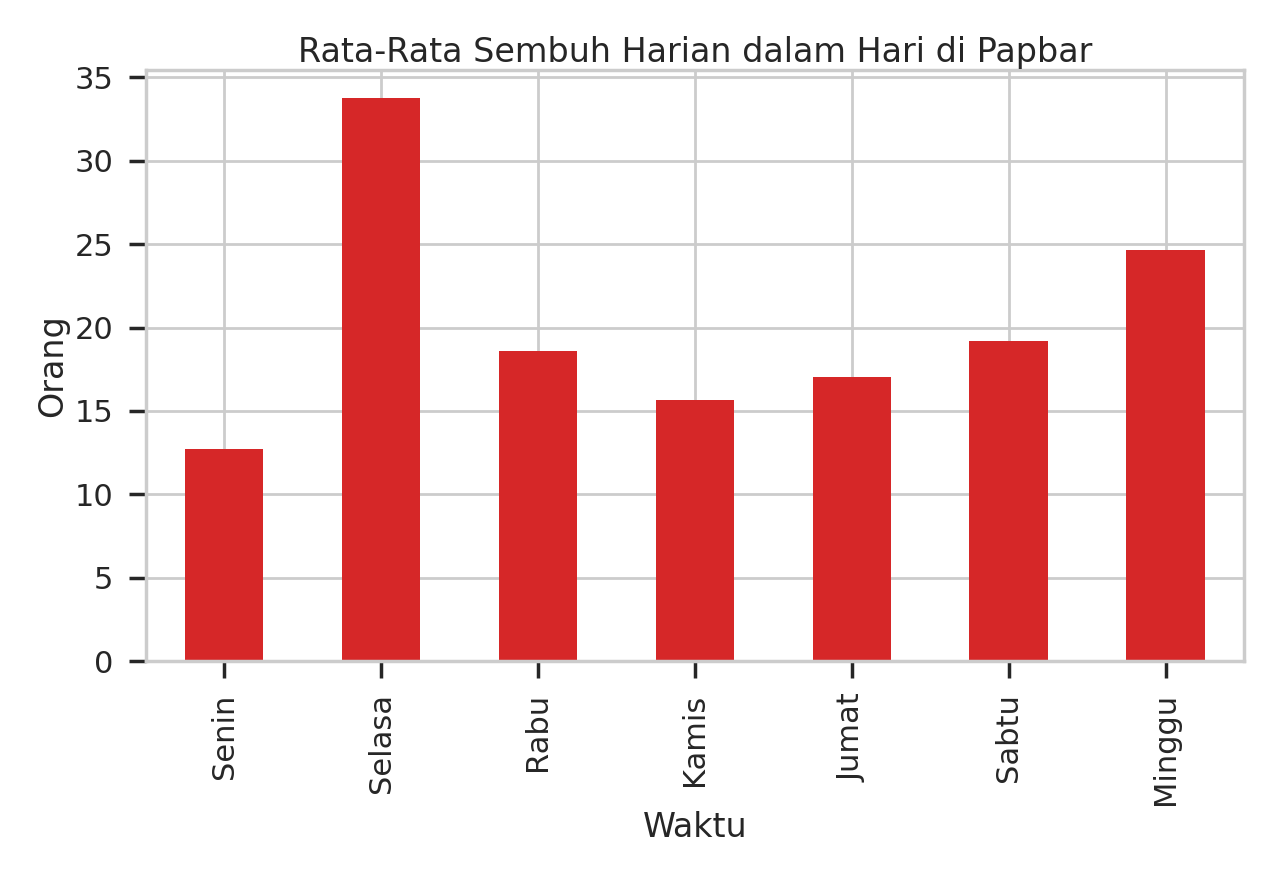 Rata-Rata Sembuh Harian dalam Hari di Papbar
35
30
25
20
15
10
5
0
Orang
Senin
Selasa
Rabu
Kamis
Jumat
Sabtu
Minggu
Waktu